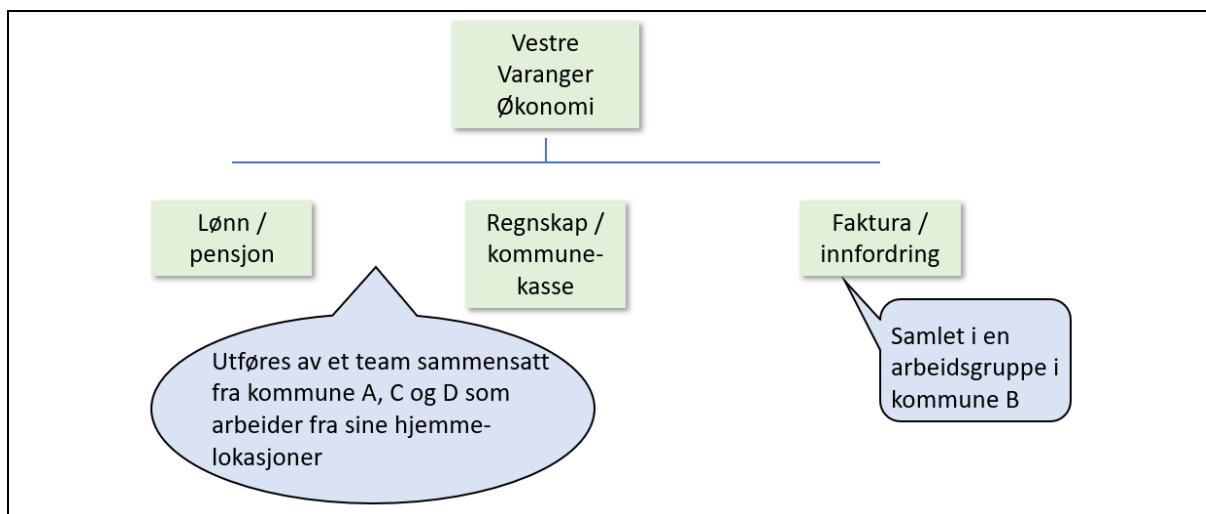 Vestre
Varanger
Økonomi
Lønn /
pensjon
Regnskap /
kommune-
kasse
Faktura /
innfordring
Utføres av et team sammensatt
fra kommune A, C og D som
arbeider fra sine hjemme-
lokasjoner
Samlet i en
arbeidsgruppe i
kommune B